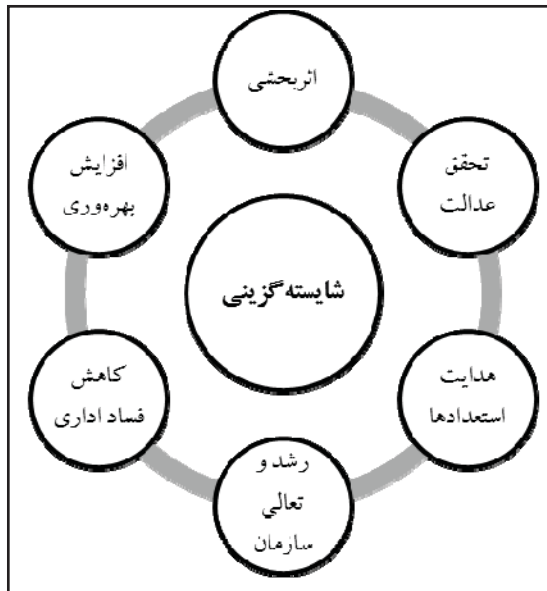 اثربخشی
تحقق
عدالت
هدایت
استعدادها
رشد و
تعالی
سازمان
کاهش
فساد اداری
افزایش
بهره‌وری
شایسته‌گزینی